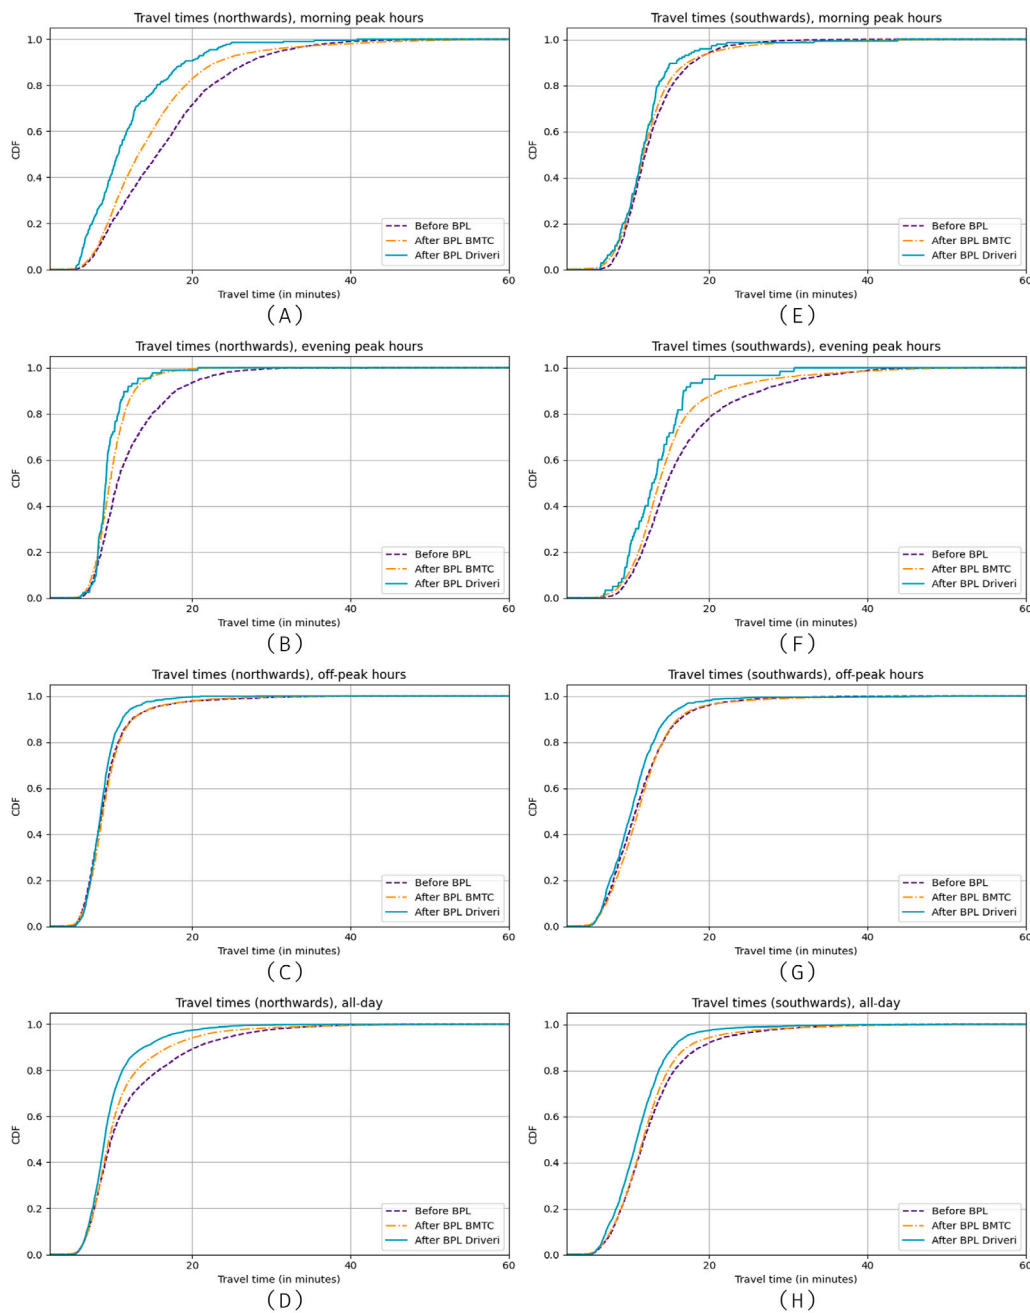 Travel times (northwards), morning peak hours
1.0
0.8
0.6
0.4
0.2
0.0
CDF
Before BPL
After BPL BMTC
After BPL Driveri
20
40
60
Travel time (in minutes)
(A)
Travel times (southwards), morning peak hours
1.0
0.8
0.6
0.4
0.2
0.0
CDF
Before BPL
After BPL BMTC
After BPL Driveri
20
40
60
Travel time (in minutes)
(E)
Travel times (northwards), evening peak hours
1.0
0.8
0.6
0.4
0.2
0.0
CDF
Before BPL
After BPL BMTC
After BPL Driveri
20
40
60
Travel time (in minutes)
(B)
Travel times (southwards), evening peak hours
1.0
0.8
0.6
0.4
0.2
0.0
CDF
Before BPL
After BPL BMTC
After BPL Driveri
20
40
60
Travel time (in minutes)
(F)
Travel times (northwards), off-peak hours
1.0
0.8
0.6
0.4
0.2
0.0
CDF
Before BPL
After BPL BMTC
After BPL Driveri
20
40
60
Travel time (in minutes)
(C)
Travel times (southwards), off-peak hours
1.0
0.8
0.6
0.4
0.2
0.0
CDF
Before BPL
After BPL BMTC
After BPL Driveri
20
40
60
Travel time (in minutes)
(G)
Travel times (northwards), all-day
1.0
0.8
0.6
0.4
0.2
0.0
CDF
Before BPL
After BPL BMTC
After BPL Driveri
20
40
60
Travel time (in minutes)
(D)
Travel times (southwards), all-day
1.0
0.8
0.6
0.4
0.2
0.0
CDF
Before BPL
After BPL BMTC
After BPL Driveri
20
40
60
Travel time (in minutes)
(H)